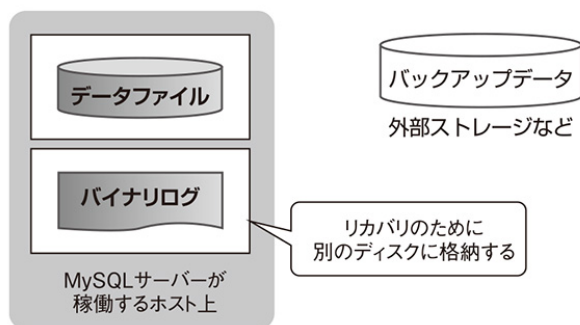 データファイル
バイナリログ
MySQLサーバーが
稼働するホスト上
バックアップデータ
外部ストレージなど
リカバリのために
別のディスクに格納する